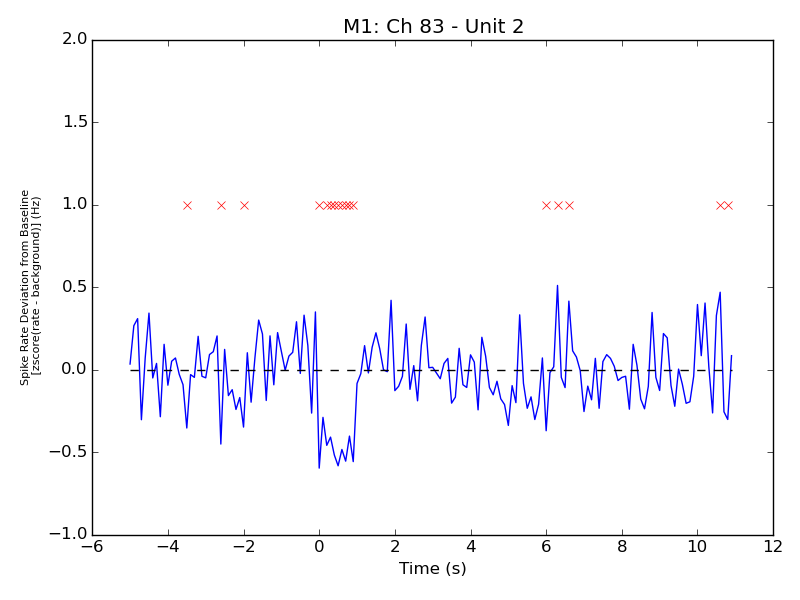 M1: Ch 83 - Unit 2
2.0
1.5
1.0
0.5
0.0
−0.5
−1.0
Spike Rate Deviation from Baseline
[zscore(rate - background)] (Hz)
−6 −4 −2 0 2 4 6 8 10 12
Time (s)